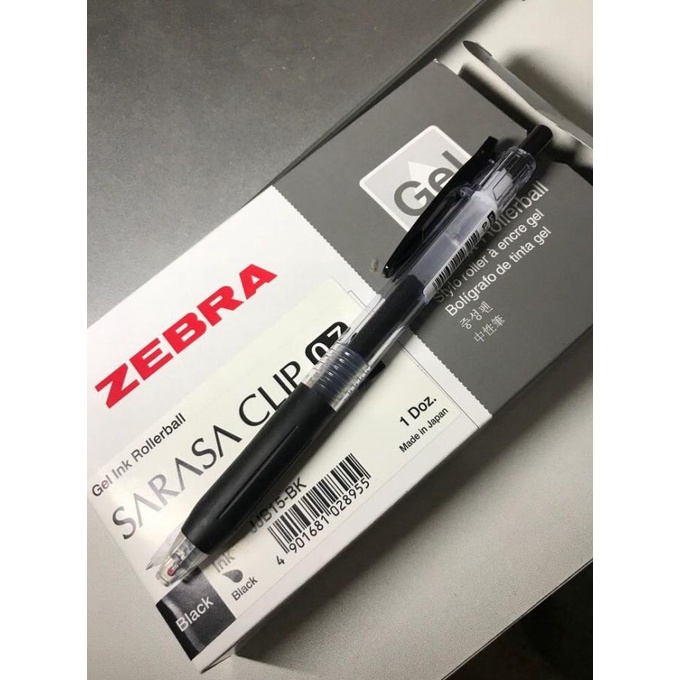 Gel
Rollerball
Stylo roller à encre gel
Bolígrafo de tinta gel
중성펜
中性筆
ZEBRA
Gel Ink Rollerball
SARASA CLIP 0.7
1 Doz.
Made in Japan
JJB15-BK
4 901681 028955
Black
Ink
Black